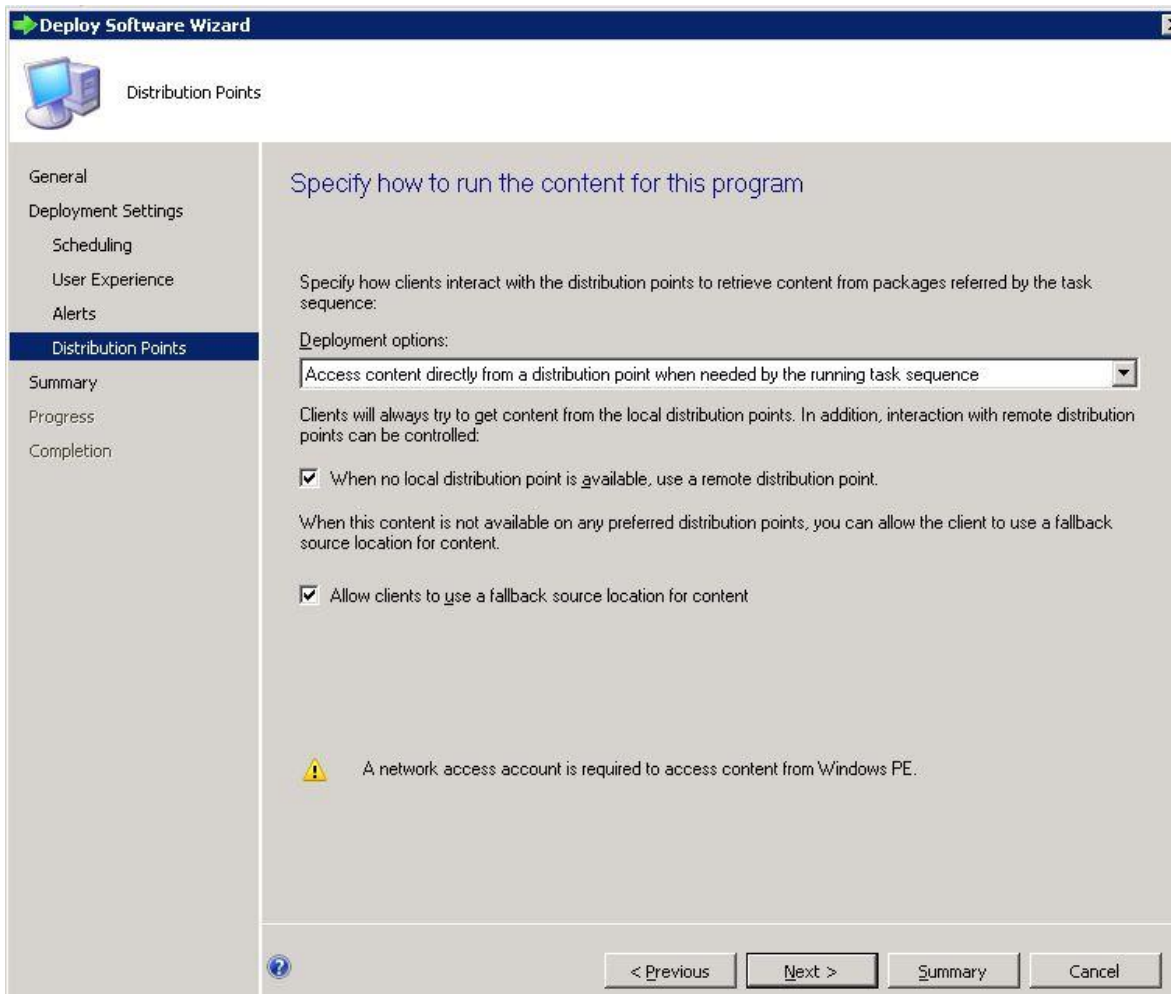 Deploy Software Wizard
Distribution Points
General
Deployment Settings
Scheduling
User Experience
Alerts
Distribution Points
Summary
Progress
Completion
Specify how to run the content for this program
Specify how clients interact with the distribution points to retrieve content from packages referred by the task
sequence:
Deployment options:
Access content directly from a distribution point when needed by the running task sequence
Clients will always try to get content from the local distribution points. In addition, interaction with remote distribution
points can be controlled:
When no local distribution point is available, use a remote distribution point.
When this content is not available on any preferred distribution points, you can allow the client to use a fallback
source location for content.
Allow clients to use a fallback source location for content
A network access account is required to access content from Windows PE.
< Previous
Next >
Summary
Cancel